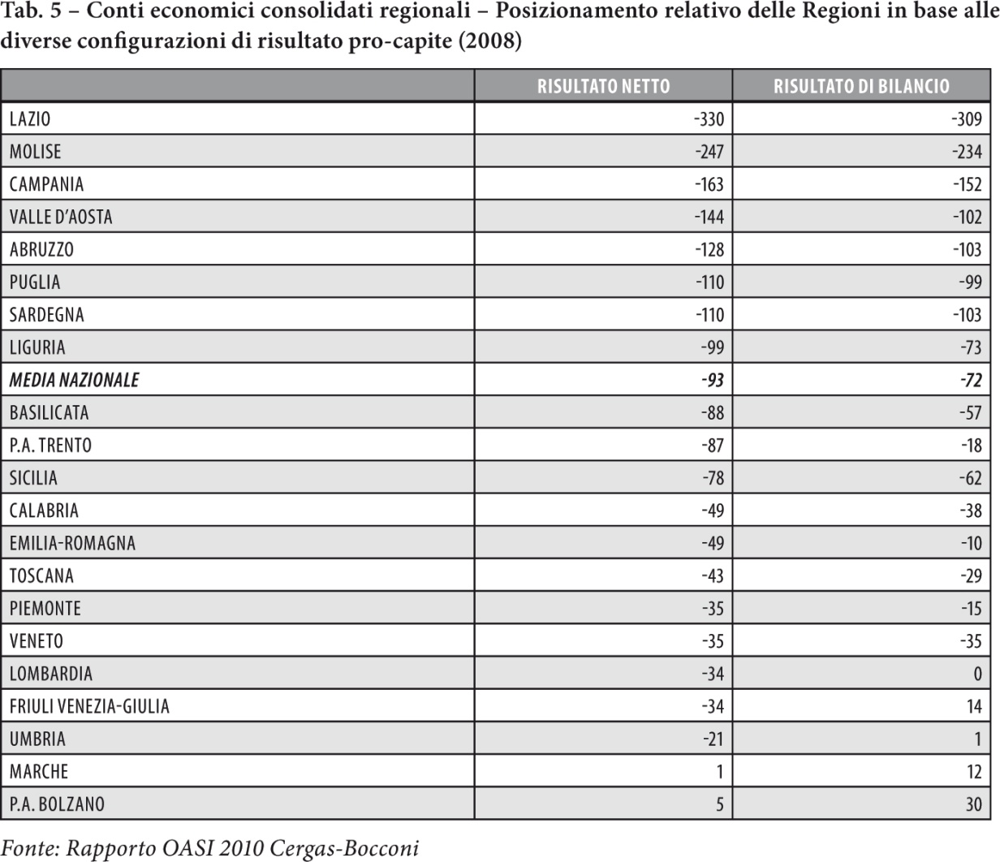 Tab. 5 – Conti economici consolidati regionali – Posizionamento relativo delle Regioni in base alle
diverse configurazioni di risultato pro-capite (2008)
RISULTATO NETTO RISULTATO DI BILANCIO
LAZIO -330 -309
MOLISE -247 -234
CAMPANIA -163 -152
VALLE D'AOSTA -144 -102
ABRUZZO -128 -103
PUGLIA -110 -99
SARDEGNA -110 -103
LIGURIA -99 -73
MEDIA NAZIONALE -93 -72
BASILICATA -88 -57
P.A. TRENTO -87 -18
SICILIA -78 -62
CALABRIA -49 -38
EMILIA-ROMAGNA -49 -10
TOSCANA -43 -29
PIEMONTE -35 -15
VENETO -35 -35
LOMBARDIA -34 0
FRIULI VENEZIA-GIULIA -34 14
UMBRIA -21 1
MARCHE 1 12
P.A. BOLZANO 5 30
Fonte: Rapporto OASI 2010 Cergas-Bocconi